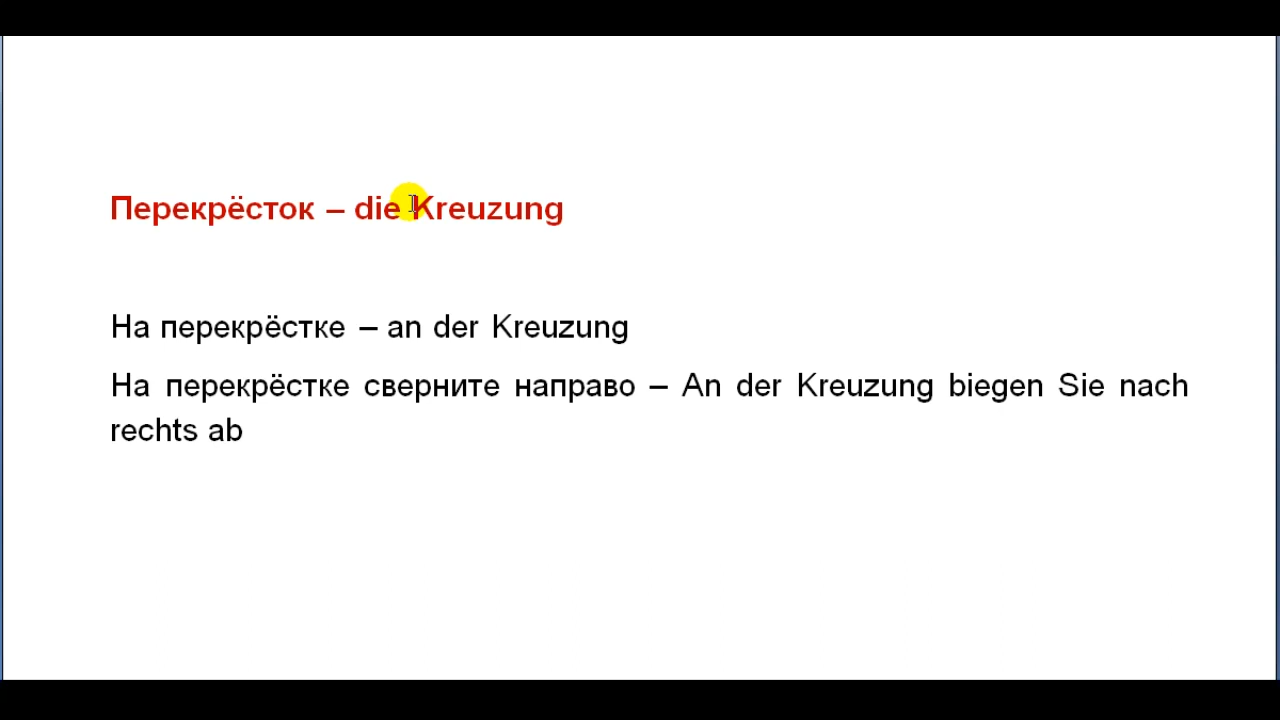 Перекрёсток – die Kreuzung
На перекрёстке – an der Kreuzung
На перекрёстке сверните направо – An der Kreuzung biegen Sie nach
rechts ab